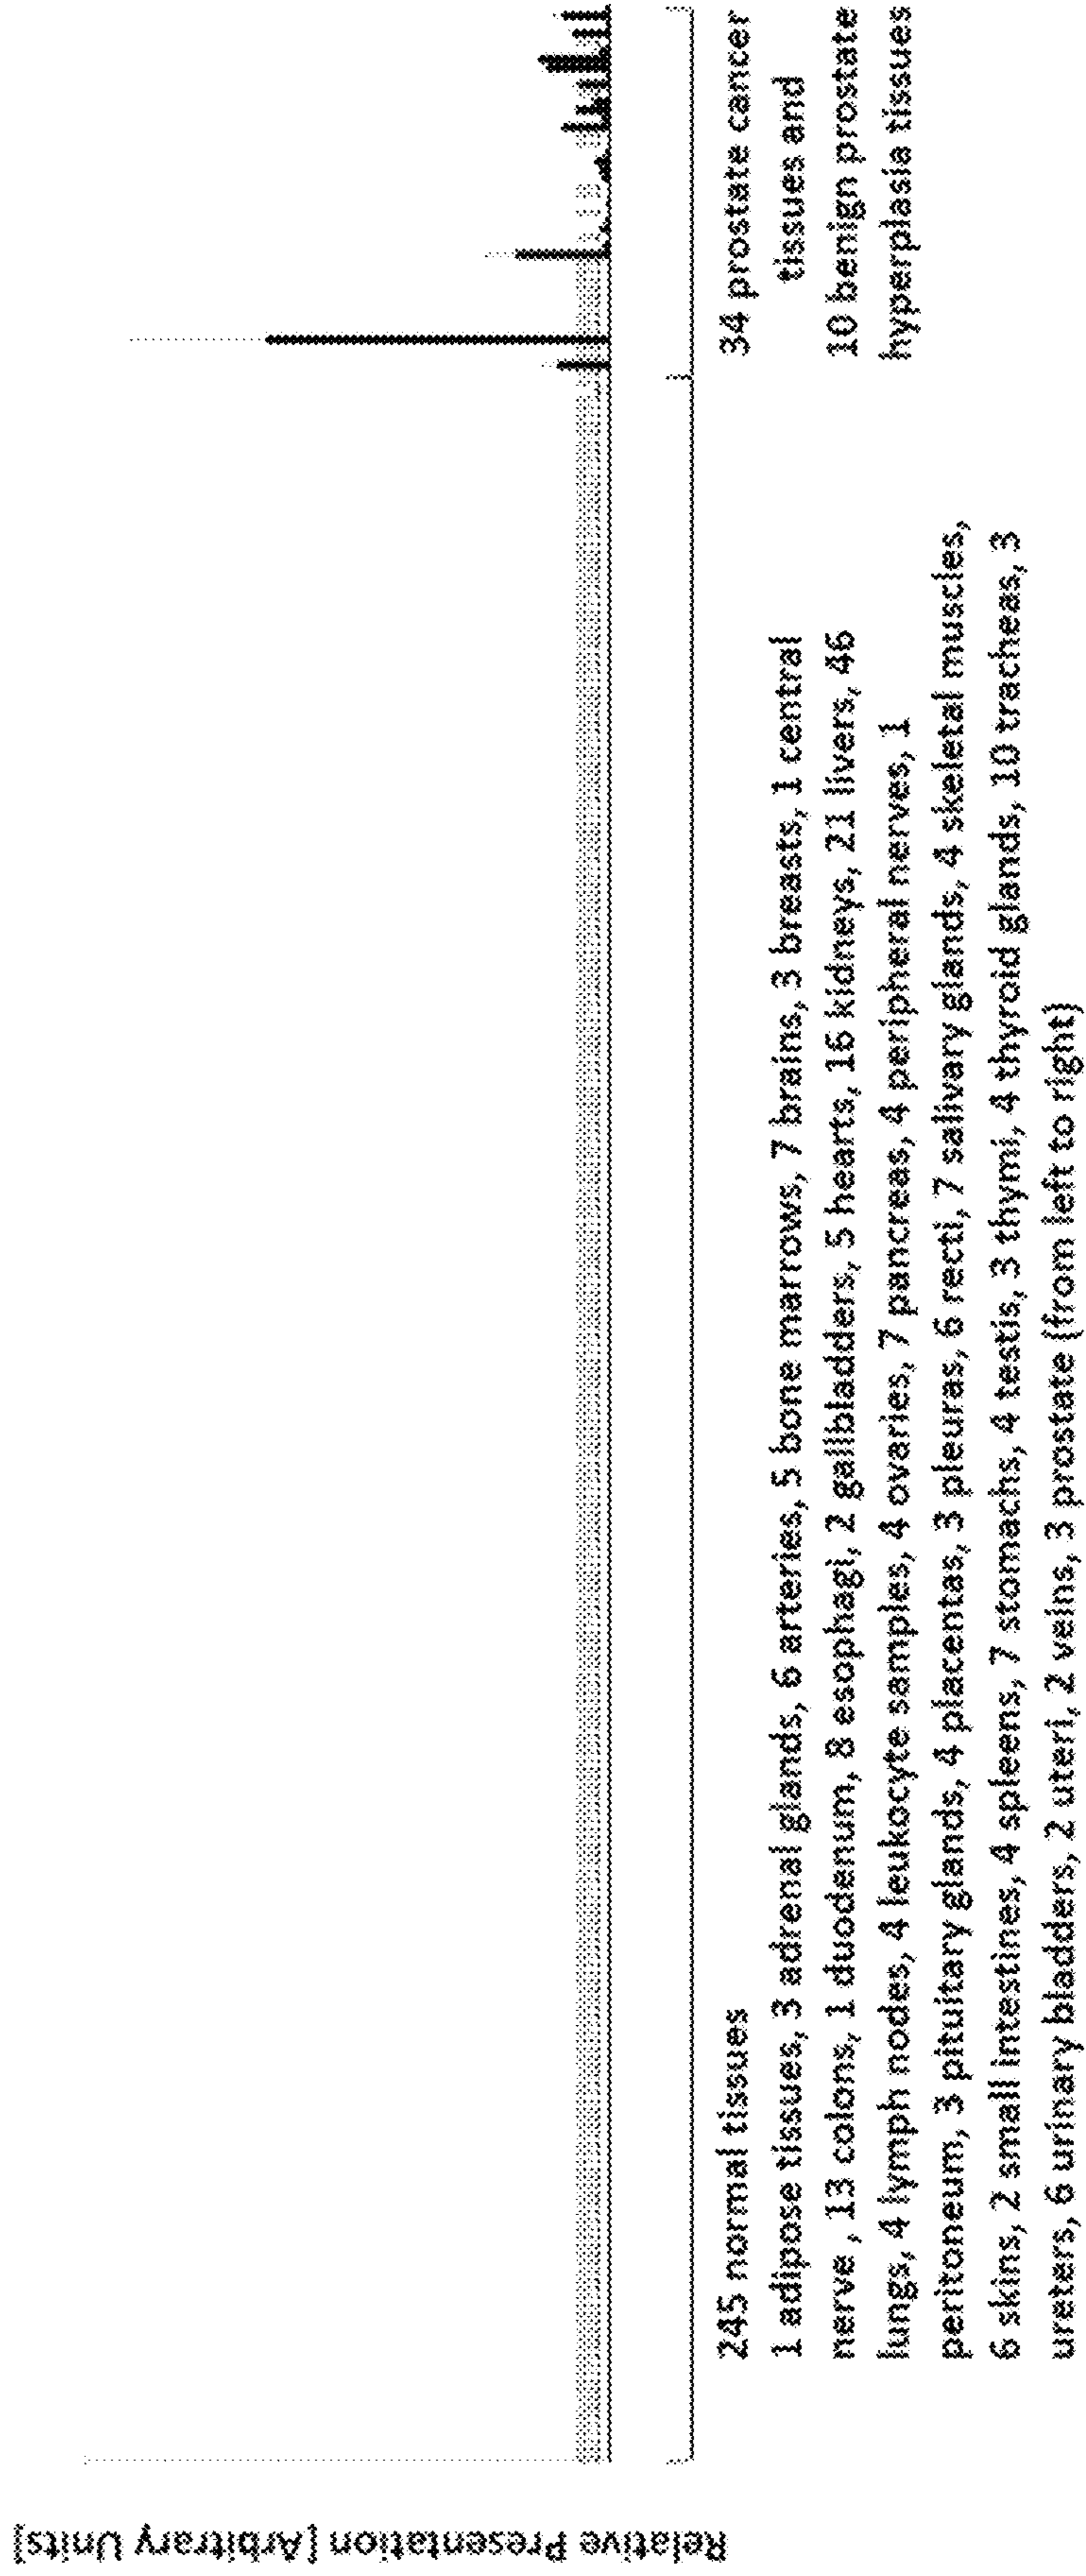 Relative Presentation [Arbitrary Units]
245 normal tissues
1 adipose tissues, 3 adrenal glands, 6 arteries, 5 bone marrows, 7 brains, 3 breasts, 1 central
nerve , 13 colons, 1 duodenum, 8 esophagi, 2 gallbladders, 5 hearts, 16 kidneys, 21 livers, 46
lungs, 4 lymph nodes, 4 leukocyte samples, 4 ovaries, 7 pancreas, 4 peripheral nerves, 1
peritoneum, 3 pituitary glands, 4 placentas, 3 pleuras, 6 recti, 7 salivary glands, 4 skeletal muscles,
6 skins, 2 small intestines, 4 spleens, 7 stomachs, 4 testis, 3 thymi, 4 thyroid glands, 10 tracheas, 3
ureters, 6 urinary bladders, 2 uteri, 2 veins, 3 prostate (from left to right)
34 prostate cancer
tissues and
10 benign prostate
hyperplasia tissues